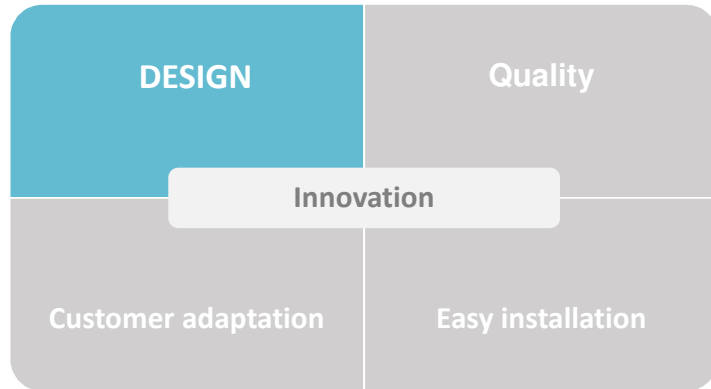 DESIGN
Quality
Innovation
Customer adaptation
Easy installation